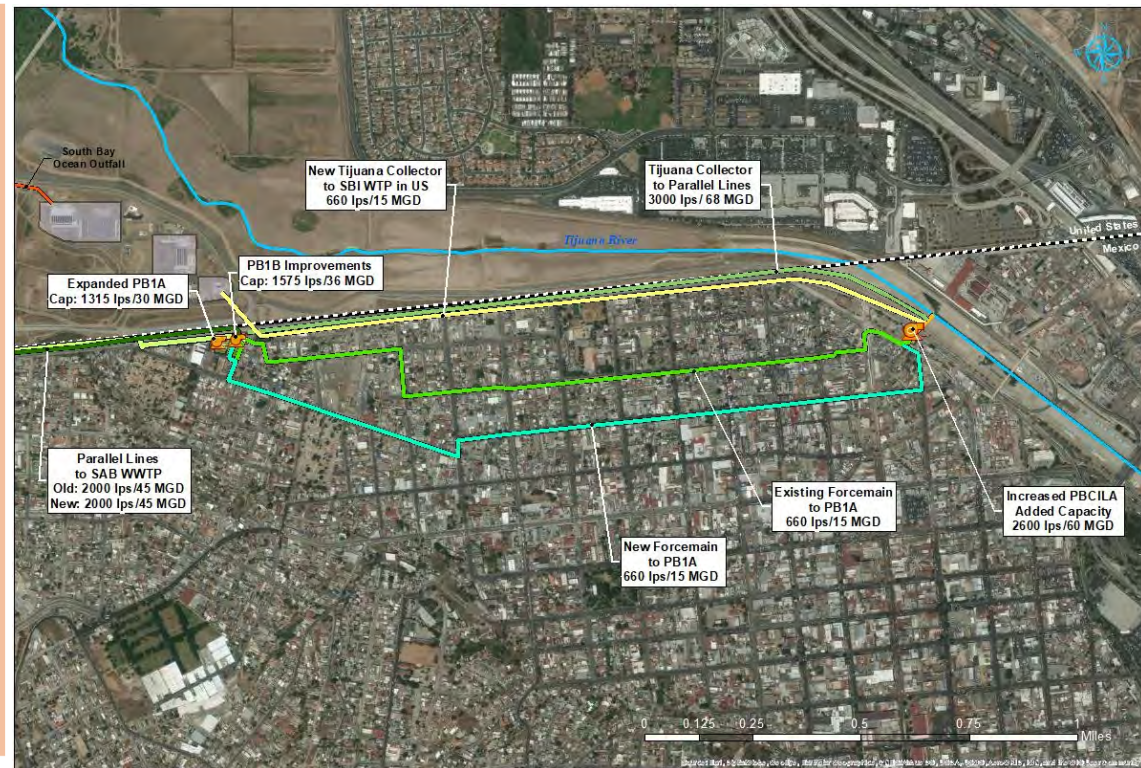 South Bay
Ocean Outfall
New Tijuana Collector
to SBI WTP in US
660 lps/15 MGD
Tijuana Collector
to Parallel Lines
3000 lps/ 68 MGD
United States
Mexico
Tijuana River
Expanded PB1A
Cap: 1315 lps/30 MGD
PB1B Improvements
Cap: 1575 lps/36 MGD
Parallel Lines
to SAB WWTP
Old: 2000 lps/45 MGD
New: 2000 lps/45 MGD
Existing Forcemain
to PB1A
660 lps/15 MGD
Increased PBCILA
Added Capacity
2600 lps/60 MGD
New Forcemain
to PB1A
660 lps/15 MGD
0 0.125 0.25 0.5 0.75 1
Miles